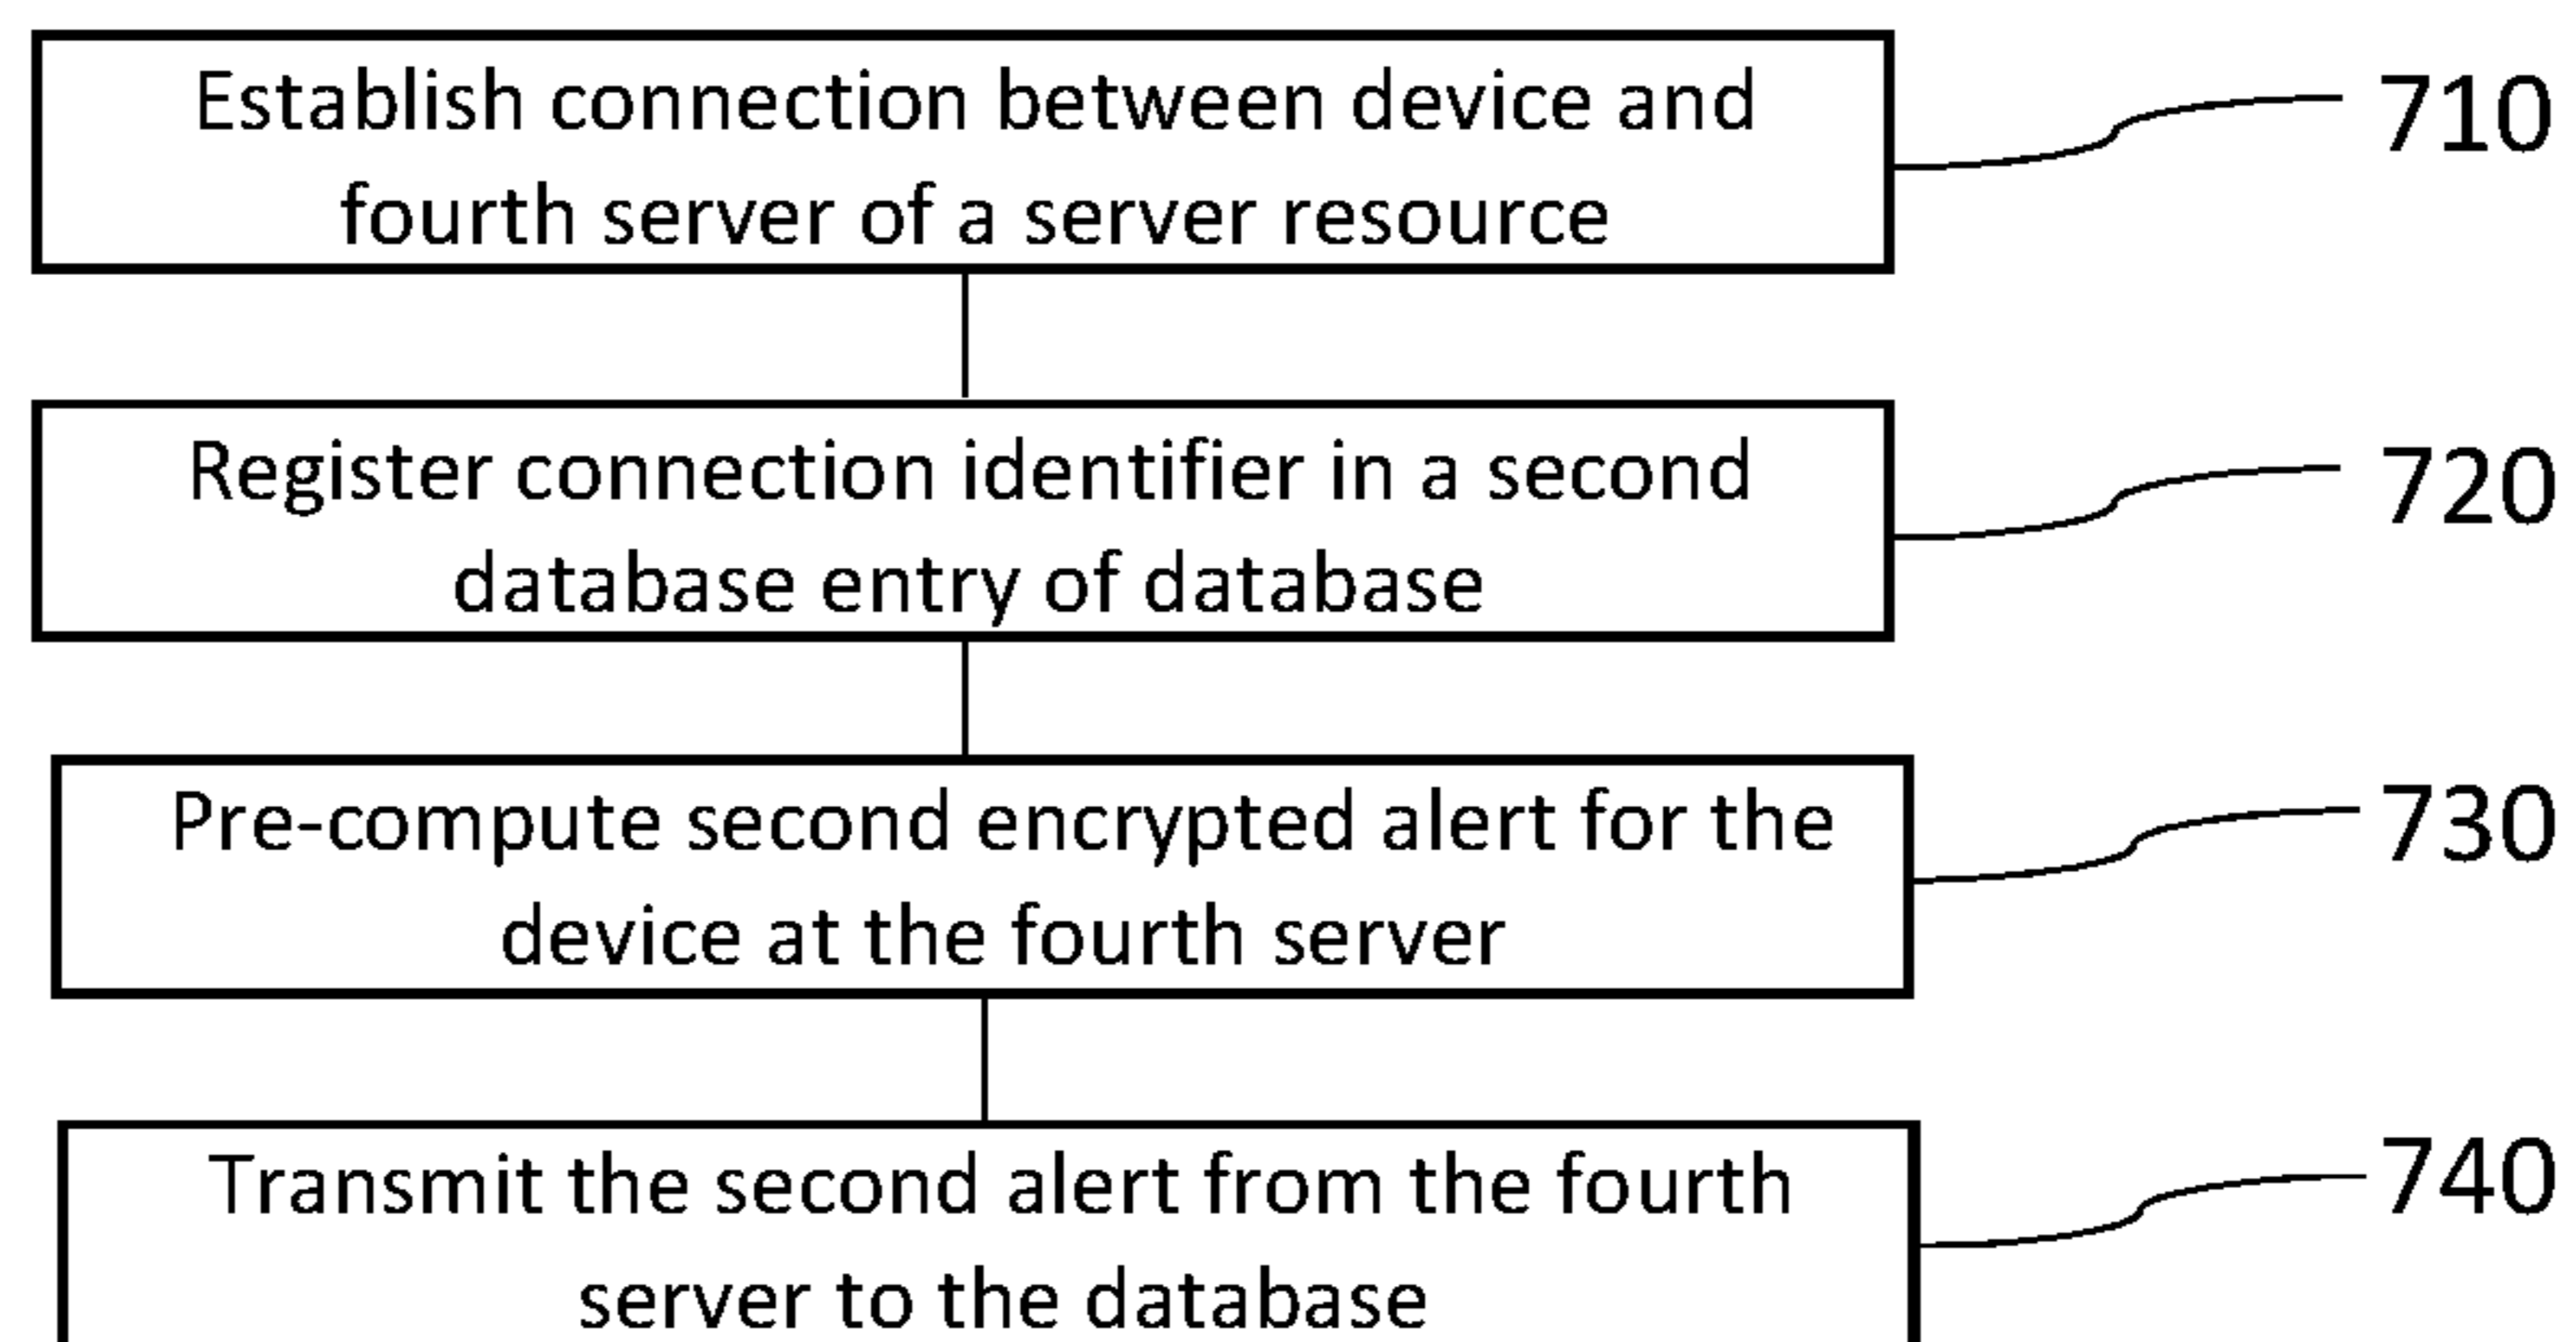 Establish connection between device and
fourth server of a server resource
710
Register connection identifier in a second
database entry of database
720
Pre-compute second encrypted alert for the
device at the fourth server
730
Transmit the second alert from the fourth
server to the database
740